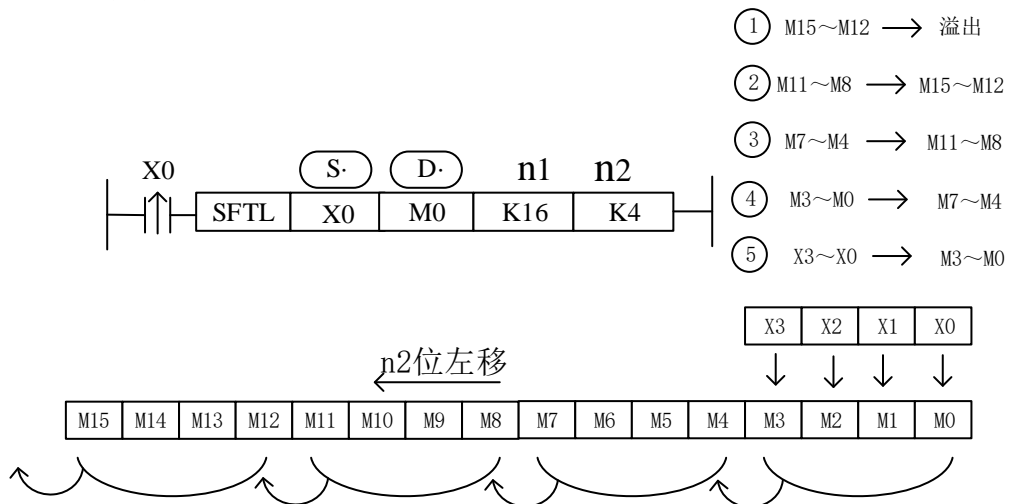 ① M15～M12 → 溢出
② M11～M8 → M15～M12
③ M7～M4 → M11～M8
④ M3～M0 → M7～M4
⑤ X3～X0 → M3～M0
X0 S· D· n1 n2
SFTL X0 M0 K16 K4
X3 X2 X1 X0
n2位左移
M15 M14 M13 M12 M11 M10 M9 M8 M7 M6 M5 M4 M3 M2 M1 M0